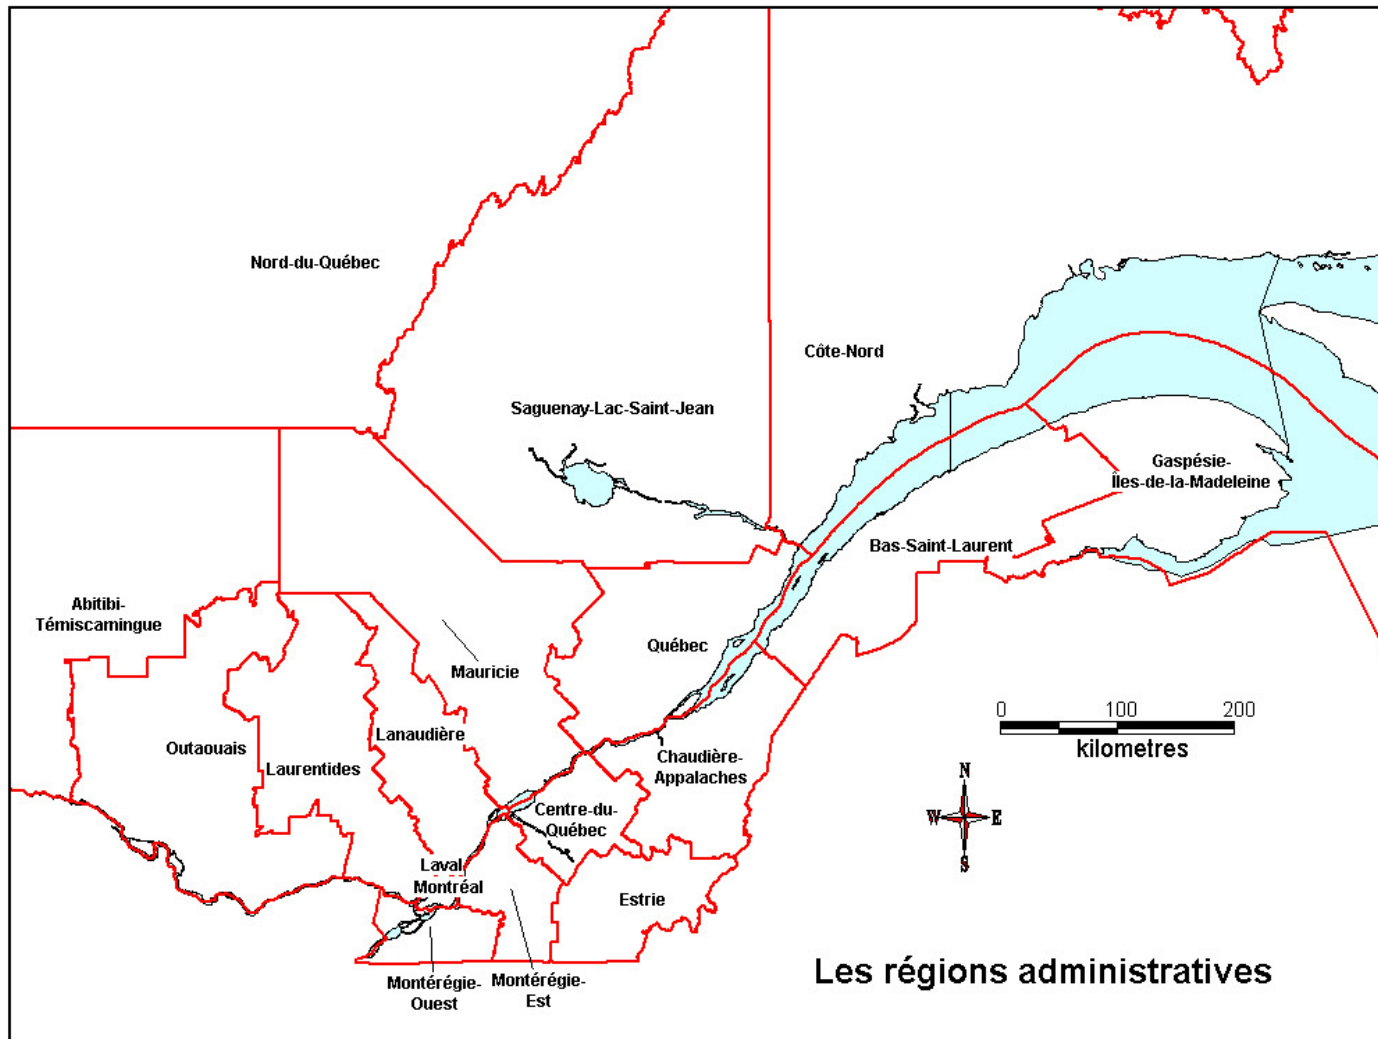 Nord-du-Québec
Côte-Nord
Saguenay-Lac-Saint-Jean
Gaspésie-
Îles-de-la-Madeleine
Bas-Saint-Laurent
Abitibi-
Témiscamingue
Québec
Mauricie
Lanaudière
Outaouais
Laurentides
Chaudière-
Appalaches
0 100 200
kilometres
Centre-du-
Québec
N
W E
S
Laval
Montréal
Estrie
Montérégie-
Ouest
Montérégie-
Est
Les régions administratives